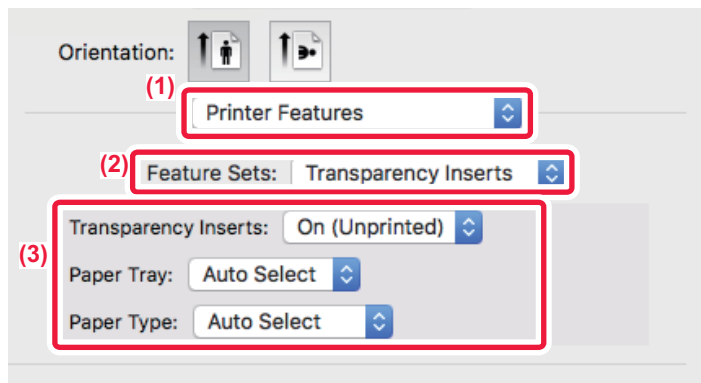 Orientation:
(1)
Printer Features
(2)
Feature Sets: Transparency Inserts
(3)
Transparency Inserts: On (Unprinted)
Paper Tray: Auto Select
Paper Type: Auto Select